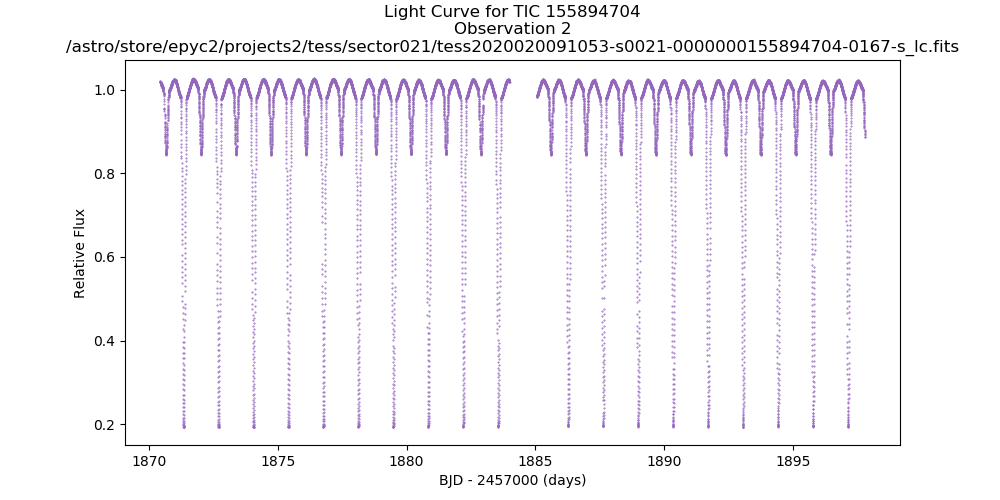 Light Curve for TIC 155894704
Observation 2
/astro/store/epyc2/projects2/tess/sector021/tess2020020091053-s0021-0000000155894704-0167-s_lc.fits
Relative Flux
1.0
0.8
0.6
0.4
0.2
1870 1875 1880 1885 1890 1895
BJD - 2457000 (days)